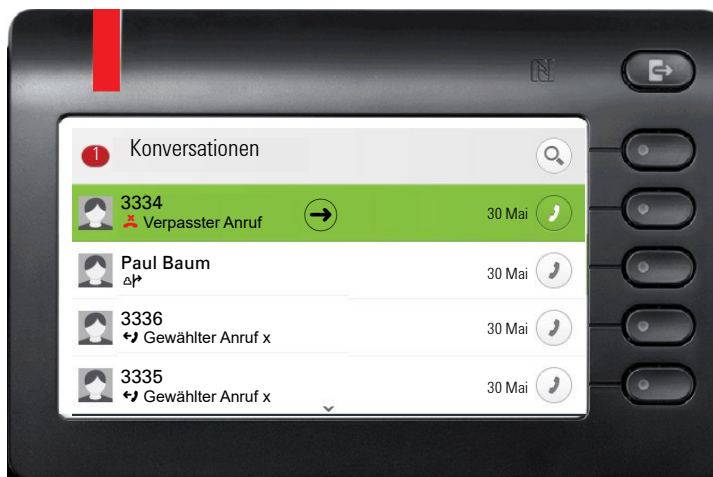 1 Konversationen
3334
Verpasster Anruf
30 Mai
Paul Baum
30 Mai
3336
Gewählter Anruf x
30 Mai
3335
Gewählter Anruf x
30 Mai